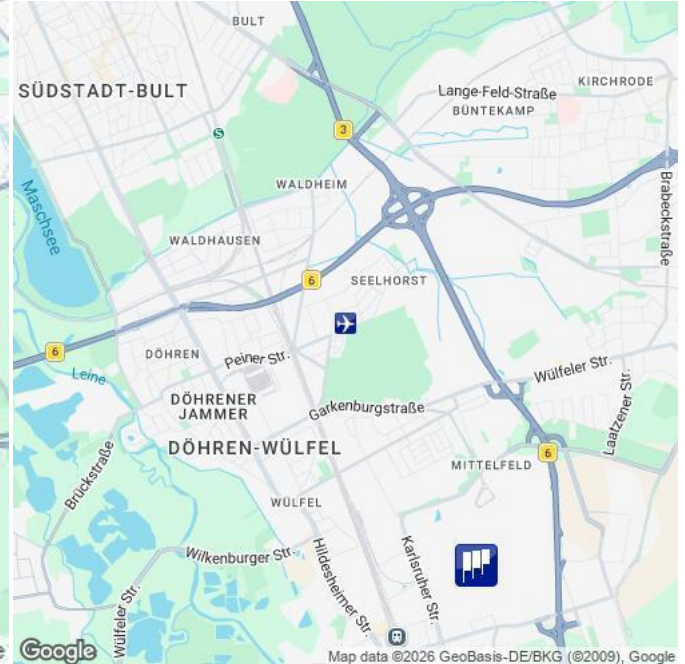 BULT
SÜDSTADT-BULT
Lange-Feld-Straße
KIRCHRODE
BÜNTEKAMP
3
S
WALDHEIM
Maschsee
Brabeckstraße
WALDHAUSEN
6
SEELHORST
6
DÖHREN
Peiner Str.
Leine
Wülfeler Str.
DÖHRENER
JAMMER
Garkenburgstraße
Laatzener Str.
DÖHREN-WÜLFEL
6
MITTELFELD
Brückstraße
WÜLFEL
Wilkenburger Str.
Hildesheimer Str.
Karlsruher Str.
Wülfeler Str.
Google
Map data ©2026 GeoBasis-DE/BKG (©2009), Google